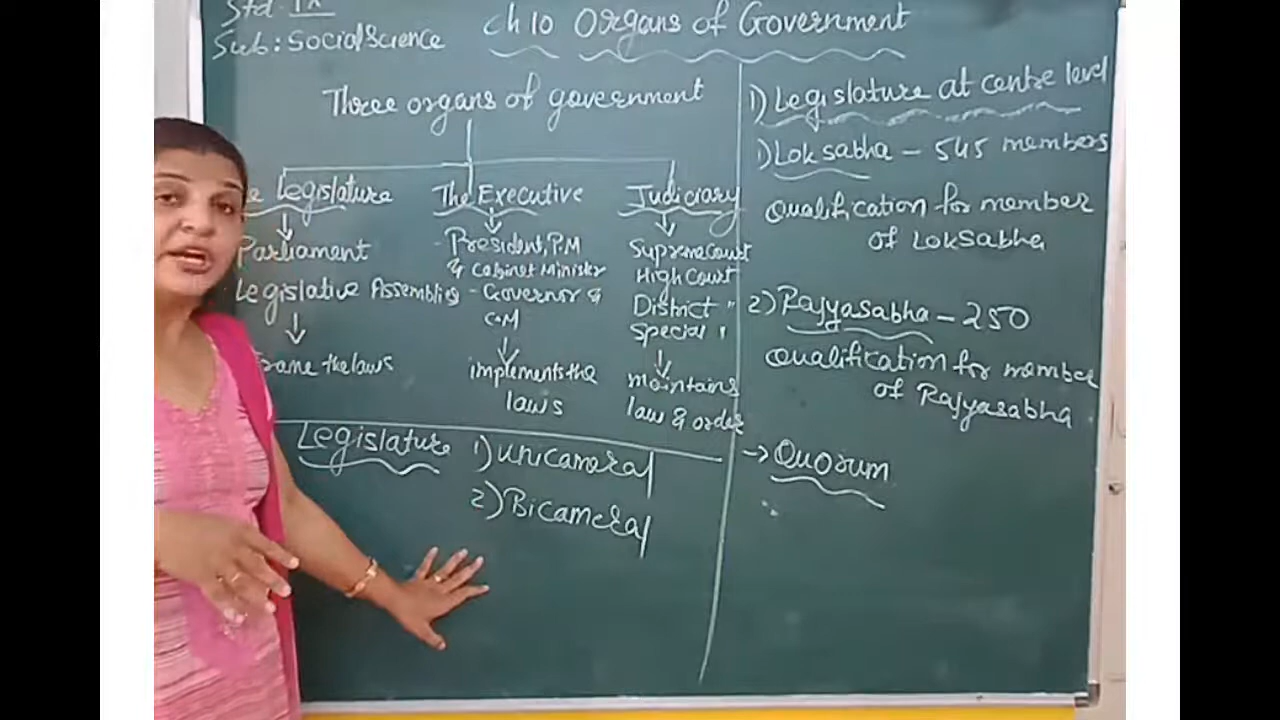 Std: IX
Sub: Social Science
Ch 10 Organs of Government
Three organs of government
Legislature
Parliament
Legislative Assemblies
the laws
The Executive
- President, P.M
& Cabinet Minister
- Governor &
C.M
implements the
laws
Judiciary
Supreme Court
High Court
District "
Special "
maintains
law & order
Legislature
1) Unicameral
2) Bicameral
1) Legislature at centre level
1) Loksabha - 545 members
Qualification for member
of Loksabha
2) Rajyasabha - 250
Qualification for member
of Rajyasabha
→ Quorum